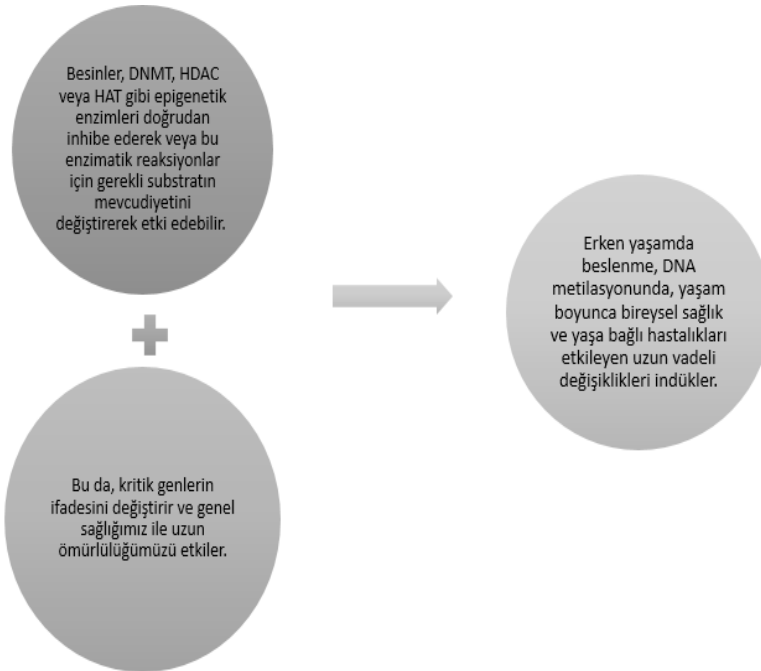 Besinler, DNMT, HDAC
veya HAT gibi epigenetik
enzimleri doğrudan
inhibe ederek veya bu
enzimatik reaksiyonlar
için gerekli substratın
mevcudiyetini
değiştirerek etki edebilir.
Bu da, kritik genlerin
ifadesini değiştirir ve genel
sağlığımız ile uzun
ömürlülüğümüzü etkiler.
Erken yaşamda
beslenme, DNA
metilasyonunda, yaşam
boyunca bireysel sağlık
ve yaşa bağlı hastalıkları
etkileyen uzun vadeli
değişiklikleri indükler.